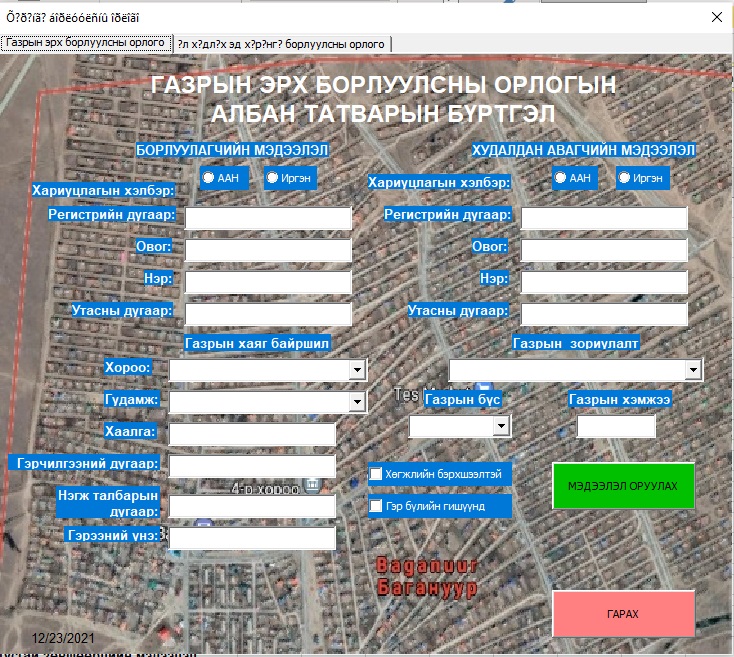 Õ?ð?íã? áîðëóóëñíû îðëîãî
Газрын эрх борлуулсны орлого
?л х?дл?х эд х?р?нг? борлуулсны орлого
ГАЗРЫН ЭРХ БОРЛУУЛСНЫ ОРЛОГЫН
АЛБАН ТАТВАРЫН БҮРТГЭЛ
БОРЛУУЛАГЧИЙН МЭДЭЭЛЭЛ
ХУДАЛДАН АВАГЧИЙН МЭДЭЭЛЭЛ
Хариуцлагын хэлбэр:
ААН
Иргэн
Хариуцлагын хэлбэр:
ААН
Иргэн
Регистрийн дугаар:
Регистрийн дугаар:
Овог:
Овог:
Нэр:
Нэр:
Утасны дугаар:
Утасны дугаар:
Газрын хаяг байршил
Газрын зориулалт
Хороо:
Гудамж:
Газрын бүс
Газрын хэмжээ
Хаалга:
Гэрчилгээний дугаар:
Хөгжлийн бэрхшээлтэй
МЭДЭЭЛЭЛ ОРУУЛАХ
4-р хороо
Нэгж талбарын
дугаар:
Гэр бүлийн гишүүнд
Гэрээний үнэ:
Baganuur
Багануур
ГАРАХ
12/23/2021